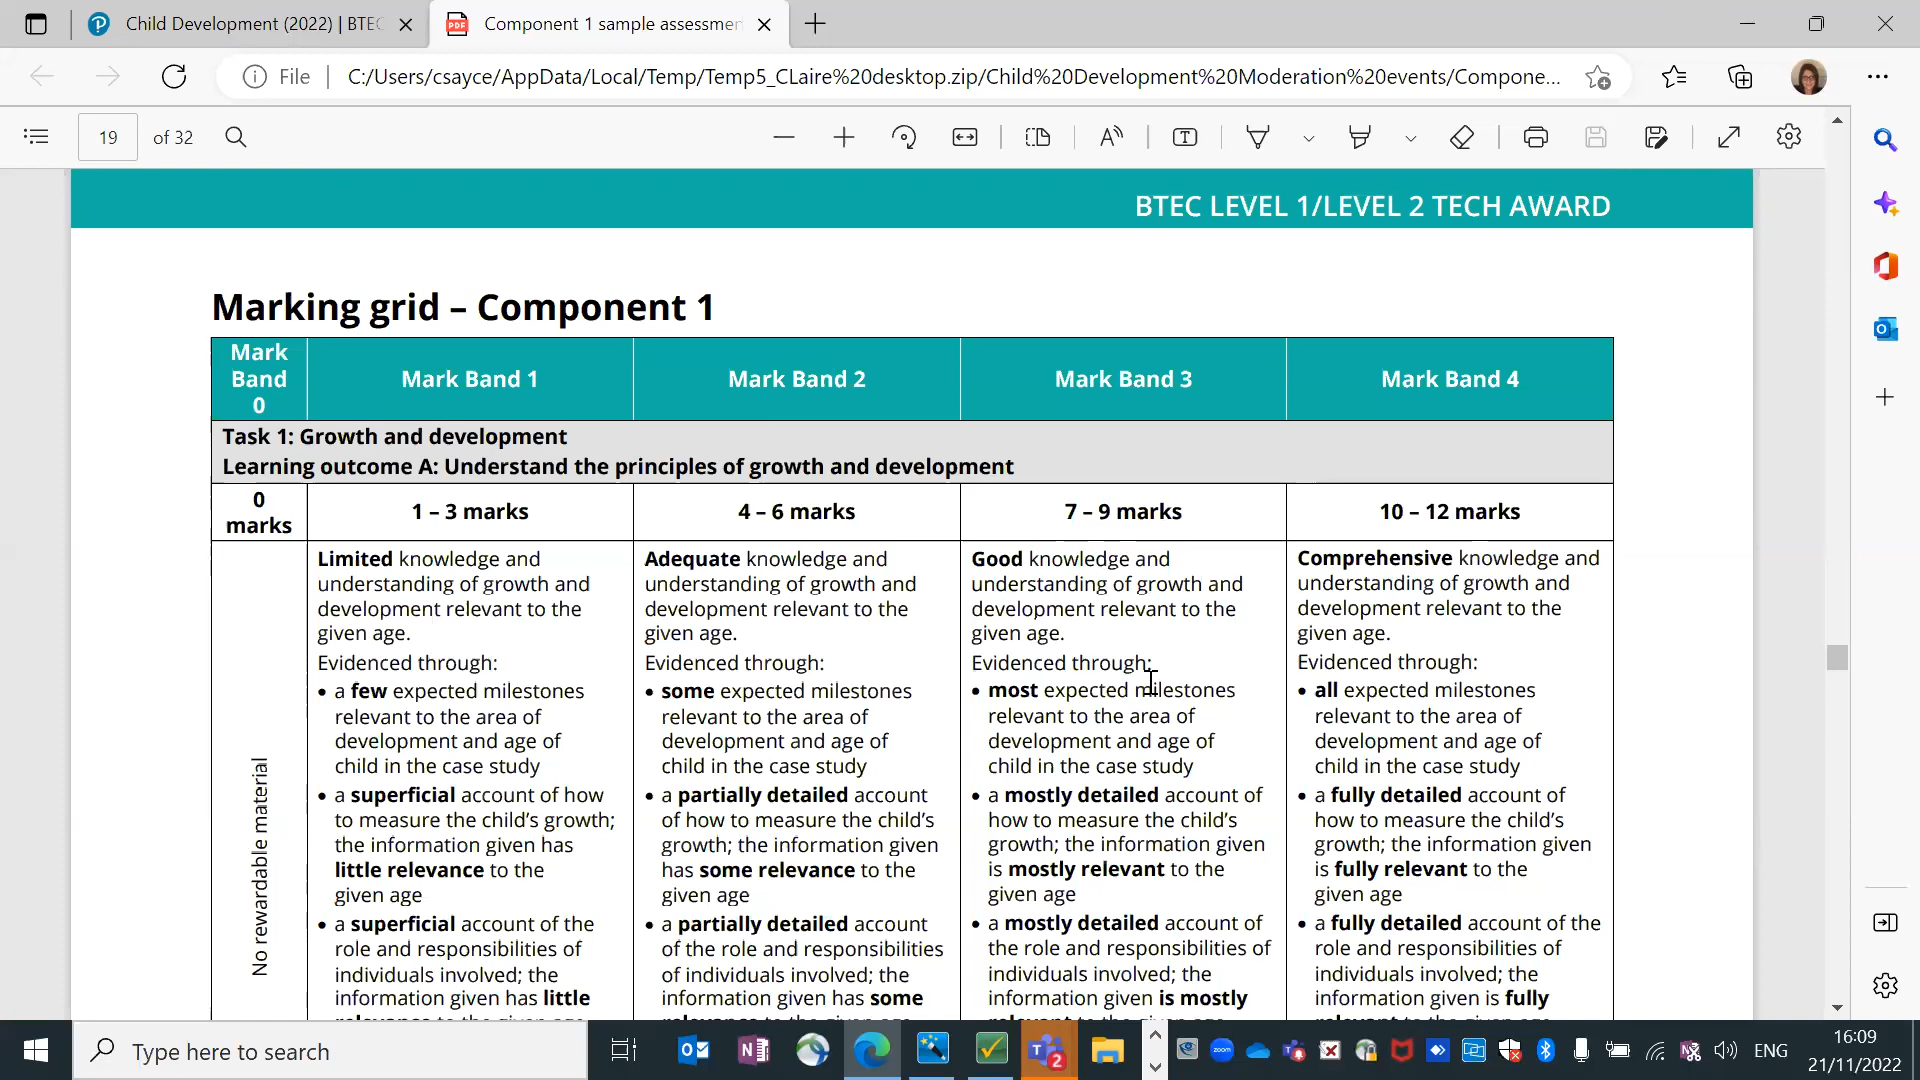 Child Development (2022) | BTEC
Component 1 sample assessmen
File
C:/Users/csayce/AppData/Local/Temp/Temp5_CLaire%20desktop.zip/Child%20Development%20Moderation%20events/Compone...
19 of 32
BTEC LEVEL 1/LEVEL 2 TECH AWARD
Marking grid – Component 1
Mark Band 0
Mark Band 1
Mark Band 2
Mark Band 3
Mark Band 4
Task 1: Growth and development
Learning outcome A: Understand the principles of growth and development
0 marks
1 – 3 marks
4 – 6 marks
7 – 9 marks
10 – 12 marks
No rewardable material
Limited knowledge and
understanding of growth and
development relevant to the
given age.
Evidenced through:
• a few expected milestones
relevant to the area of
development and age of
child in the case study
• a superficial account of how
to measure the child's growth;
the information given has
little relevance to the
given age
• a superficial account of the
role and responsibilities of
individuals involved; the
information given has little
Adequate knowledge and
understanding of growth and
development relevant to the
given age.
Evidenced through:
• some expected milestones
relevant to the area of
development and age of
child in the case study
• a partially detailed account
of how to measure the child's
growth; the information given
has some relevance to the
given age
• a partially detailed account
of the role and responsibilities
of individuals involved; the
information given has some
Good knowledge and
understanding of growth and
development relevant to the
given age.
Evidenced through:
• most expected milestones
relevant to the area of
development and age of
child in the case study
• a mostly detailed account of
how to measure the child's
growth; the information given
is mostly relevant to the
given age
• a mostly detailed account of
the role and responsibilities of
individuals involved; the
information given is mostly
Comprehensive knowledge and
understanding of growth and
development relevant to the
given age.
Evidenced through:
• all expected milestones
relevant to the area of
development and age of
child in the case study
• a fully detailed account of
how to measure the child's
growth; the information given
is fully relevant to the
given age
• a fully detailed account of the
role and responsibilities of
individuals involved; the
information given is fully
Type here to search
ENG
16:09
21/11/2022